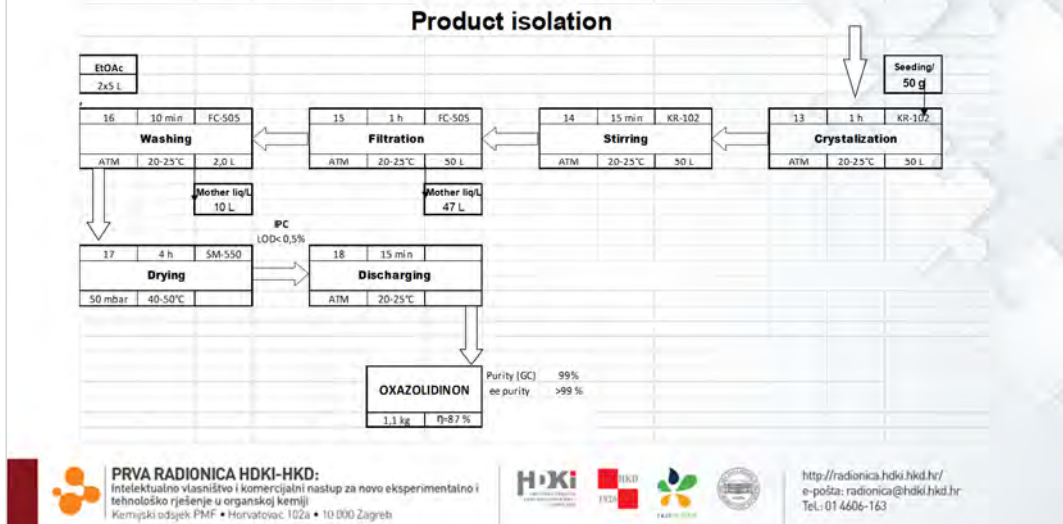 Product isolation
EtOAc
2x5 L
Seeding/
50 g
16 10 min FC-505
Washing
ATM 20-25°C 2,0 L
15 1 h FC-505
Filtration
ATM 20-25°C 50 L
14 15 min KR-102
Stirring
ATM 20-25°C 50 L
13 1 h KR-102
Crystalization
ATM 20-25°C 50 L
Mother liq/L
10 L
Mother liq/L
47 L
IPC
LOD< 0,5%
17 4 h SM-550
Drying
50 mbar 40-50°C
18 15 min
Discharging
ATM 20-25°C
OXAZOLIDINON
1,1 kg η=87 %
Purity (GC) 99%
ee purity >99 %
PRVA RADIONICA HDKI-HKD:
Intelektualno vlasništvo i komercijalni nastup za novo eksperimentalno i
tehnološko rješenje u organskoj kemiji
Kemijski odsjek PMF • Horvatovac 102a • 10 000 Zagreb
HDKi
HKD
1926
http://radionica.hdki.hkd.hr/
e-pošta: radionica@hdki.hkd.hr
Tel.: 01 4606-163